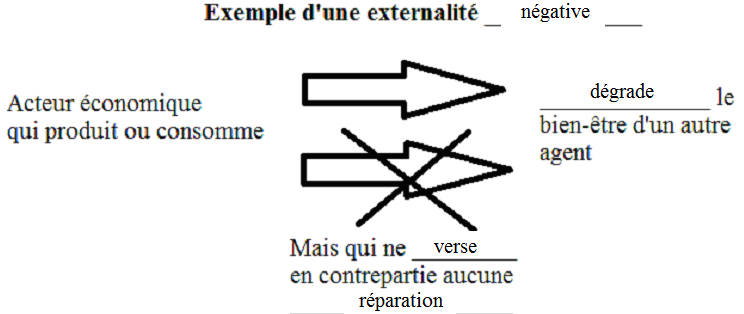 Exemple d'une externalité _ négative __
Acteur économique
qui produit ou consomme
dégrade le
bien-être d'un autre
agent
Mais qui ne verse
en contrepartie aucune
réparation